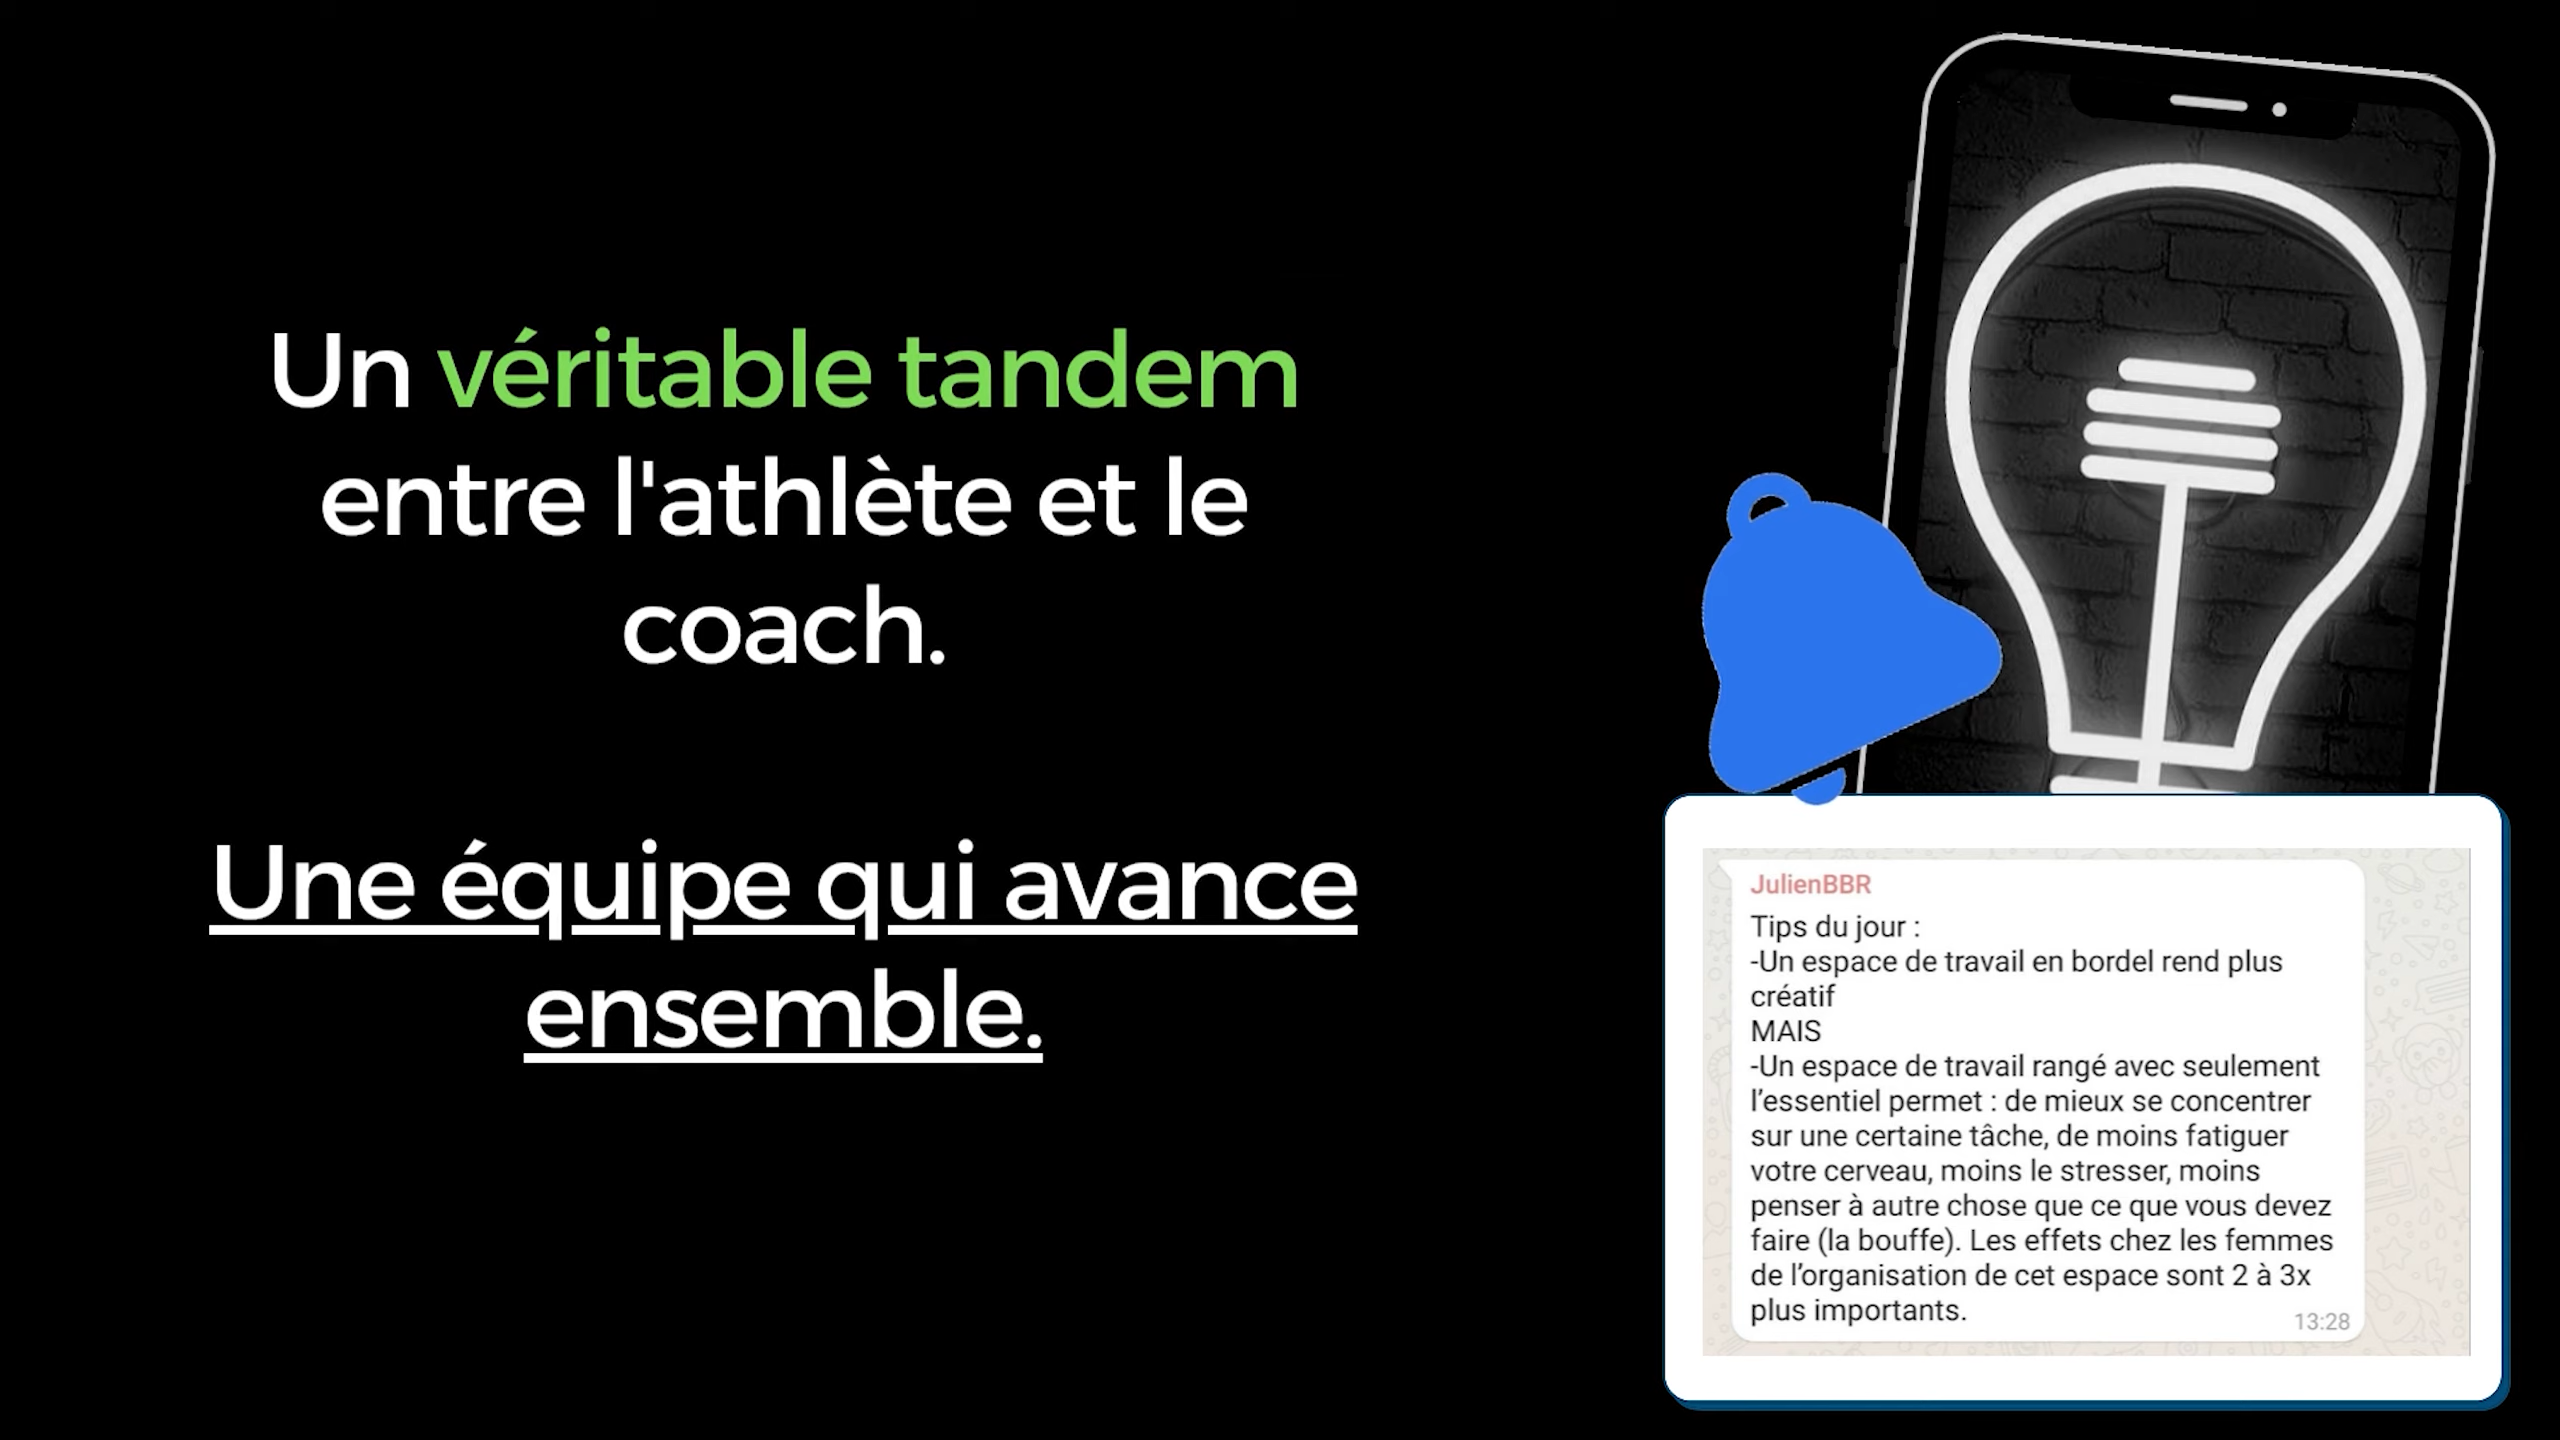 Un véritable tandem
entre l'athlète et le
coach.
Une équipe qui avance
ensemble.
JulienBBR
Tips du jour :
-Un espace de travail en bordel rend plus
créatif
MAIS
-Un espace de travail rangé avec seulement
l’essentiel permet : de mieux se concentrer
sur une certaine tâche, de moins fatiguer
votre cerveau, moins le stresser, moins
penser à autre chose que ce que vous devez
faire (la bouffe). Les effets chez les femmes
de l’organisation de cet espace sont 2 à 3x
plus importants.
13:28